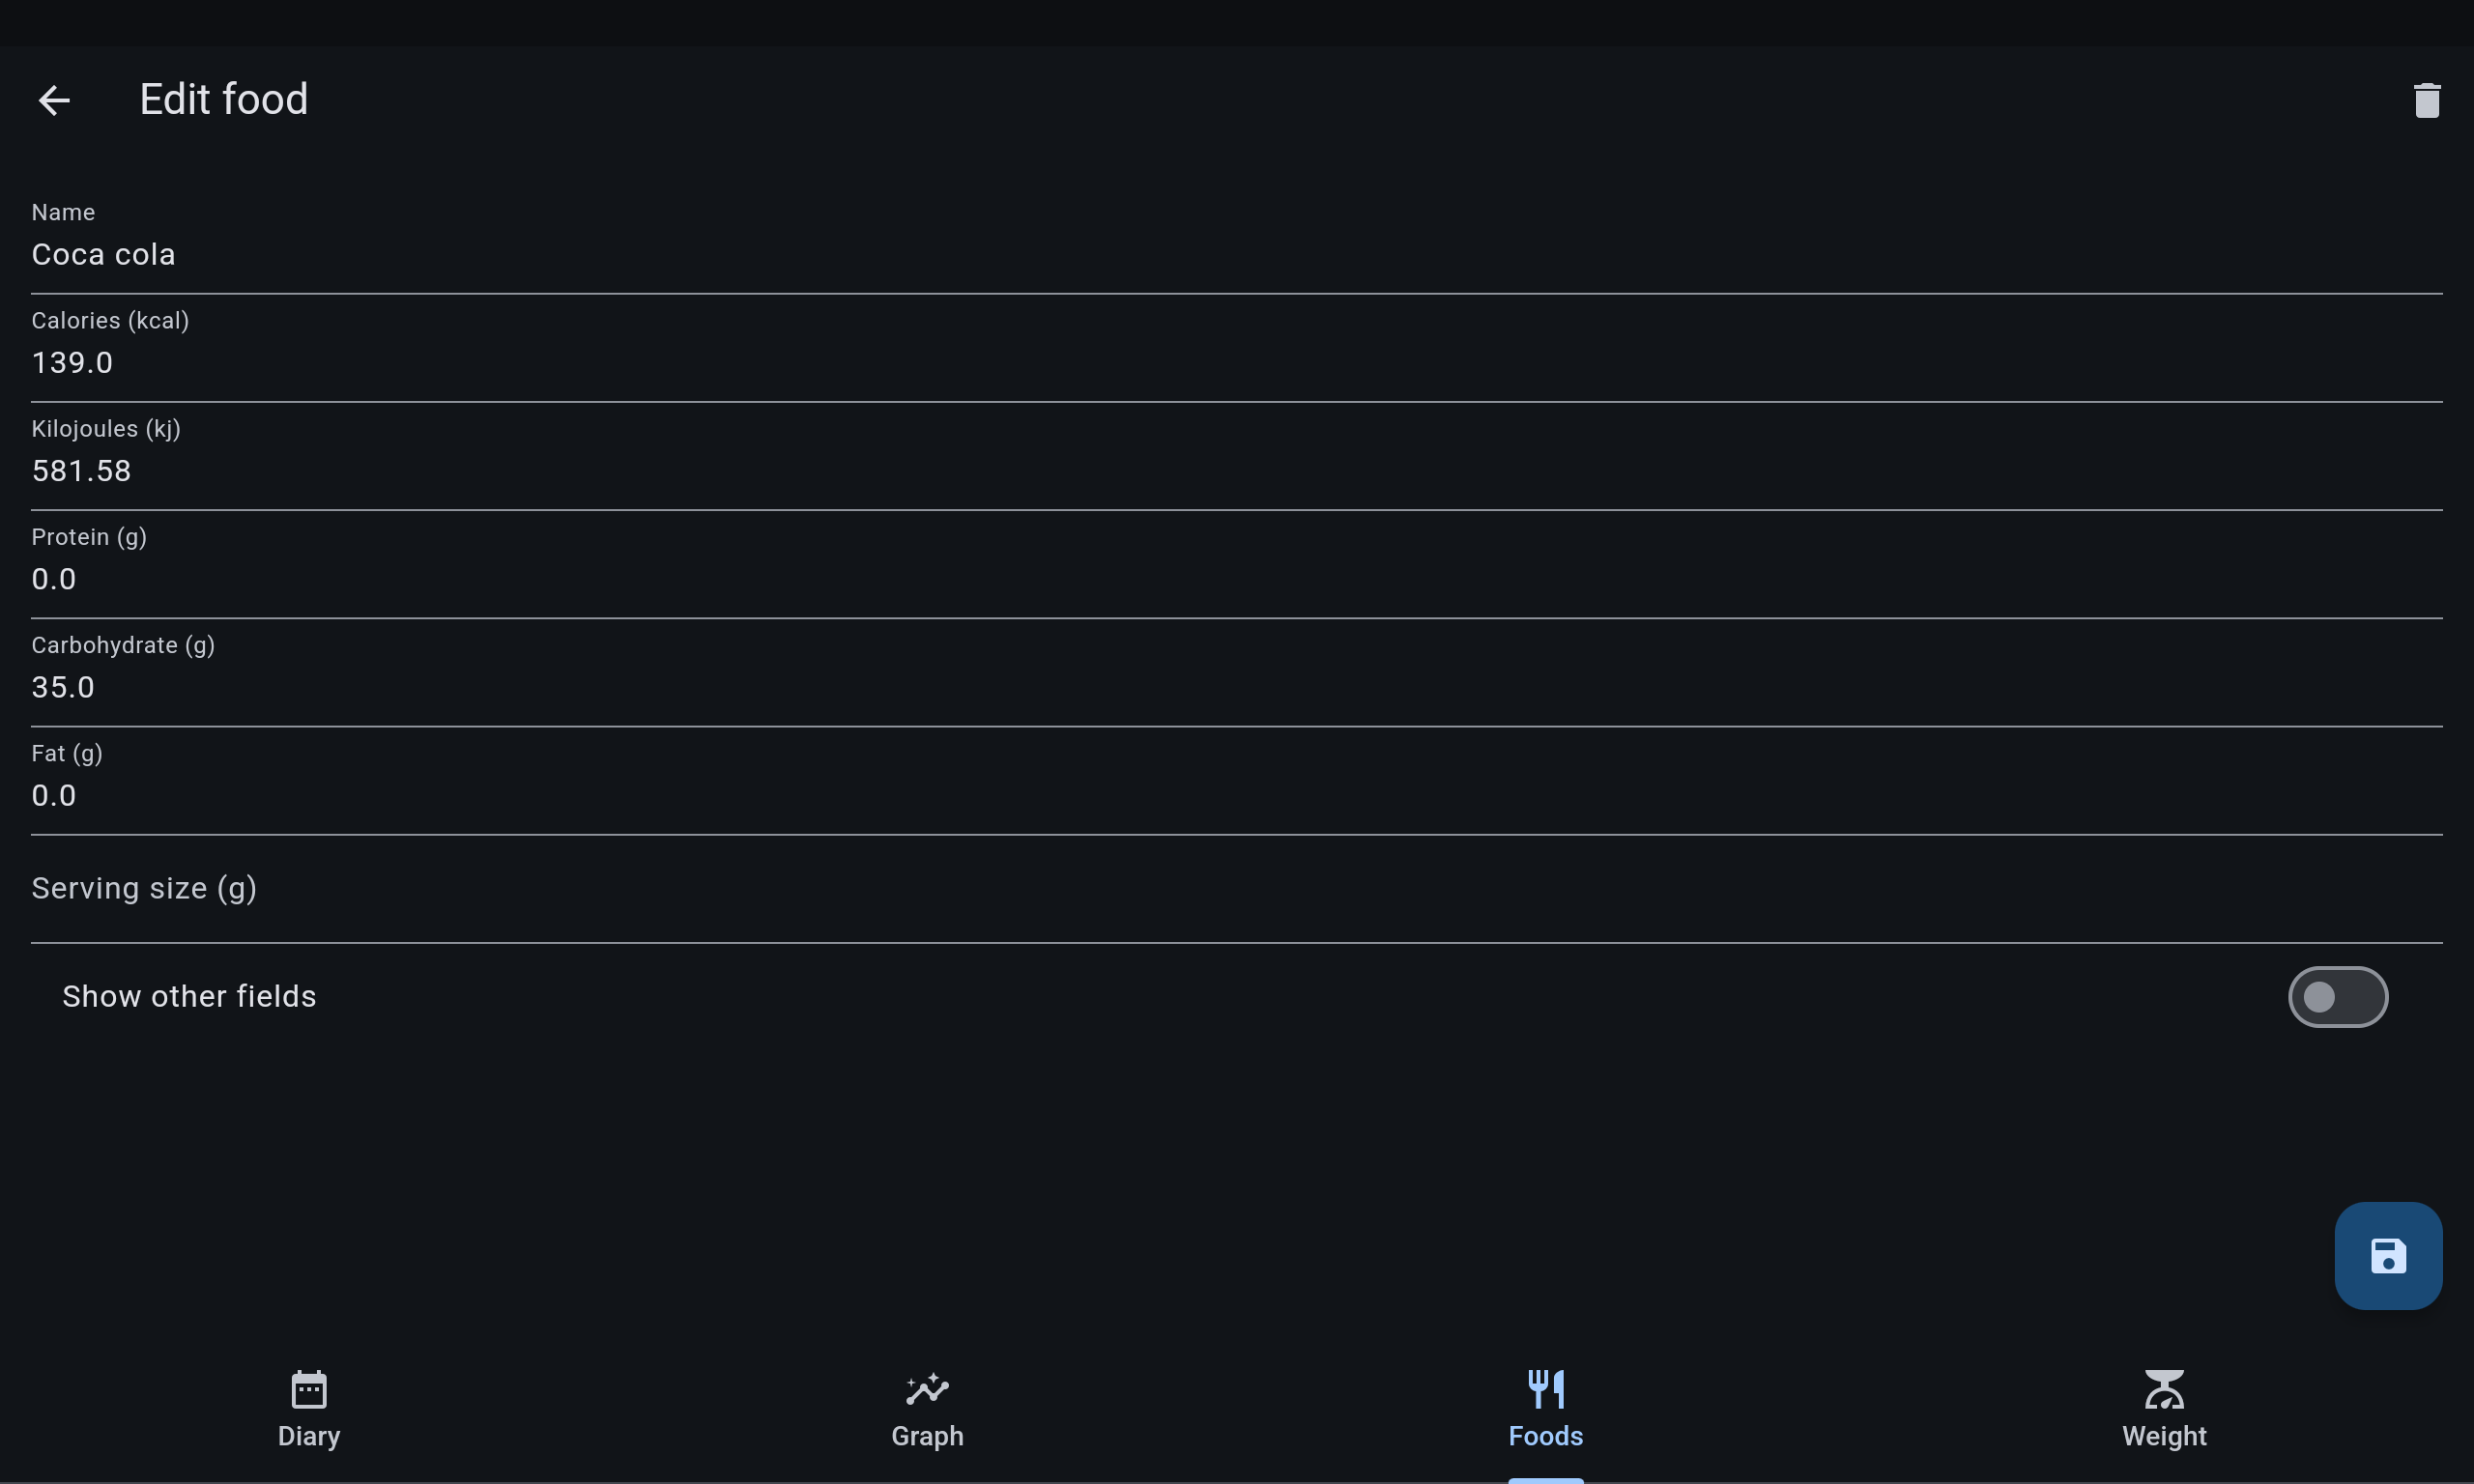 Edit food
Name
Coca cola
Calories (kcal)
139.0
Kilojoules (kj)
581.58
Protein (g)
0.0
Carbohydrate (g)
35.0
Fat (g)
0.0
Serving size (g)
Show other fields
Diary
Graph
Foods
Weight